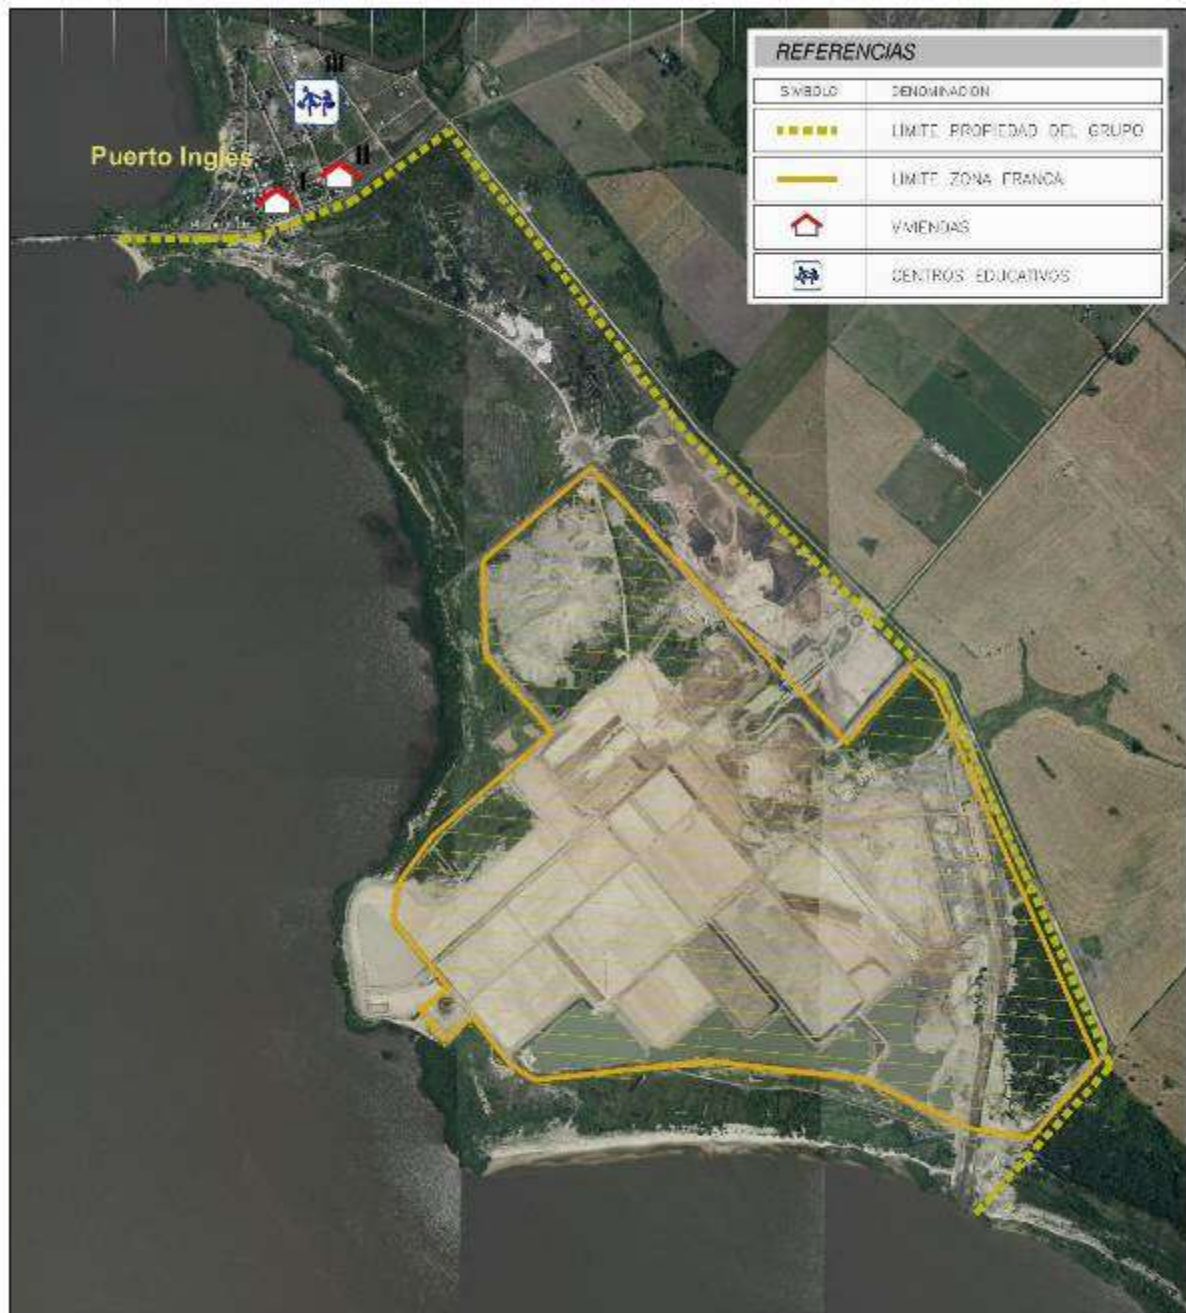 REFERENCIAS
SIMBOLO DENOMINACION
LIMITE PROPIEDAD DEL GRUPO
LIMITE ZONA FRANCA
VIVIENDAS
CENTROS EDUCATIVOS
III
Puerto Inglés
II
I